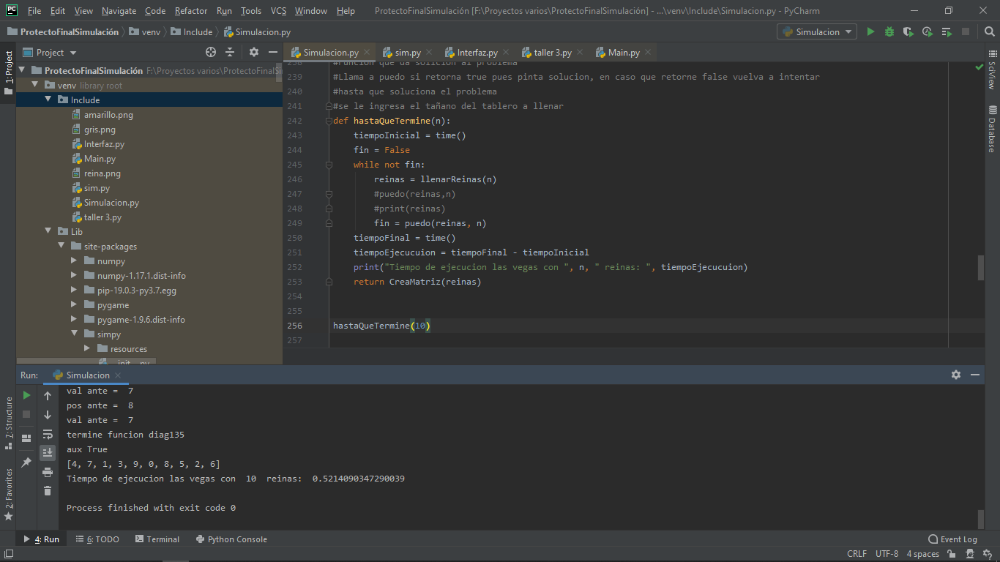 PC File Edit View Navigate Code Refactor Run Tools VCS Window Help ProtectoFinalSimulación [F:\Proyectos varios\ProtectoFinalSimulación] - ...\venv\Include\Simulacion.py - PyCharm
ProtectoFinalSimulación venv Include Simulacion.py Simulacion
1: Project
Project
Simulacion.py sim.py Interfaz.py taller 3.py Main.py
ProtectoFinalSimulación F:\Proyectos varios\ProtectoFinalSi
venv library root
Include
amarillo.png
gris.png
Interfaz.py
Main.py
reina.png
sim.py
Simulacion.py
taller 3.py
Lib
site-packages
numpy
numpy-1.17.1.dist-info
pip-19.0.3-py3.7.egg
pygame
pygame-1.9.6.dist-info
simpy
resources
__init__.py
238 #Funcion que da solcion al problema
239 #Llama a puedo si retorna true pues pinta solucion, en caso que retorne false vuelva a intentar
240 #hasta que soluciona el problema
241 #se le ingresa el tañano del tablero a llenar
242 def hastaQueTermine(n):
243 tiempoInicial = time()
244 fin = False
245 while not fin:
246 reinas = llenarReinas(n)
247 #puedo(reinas,n)
248 #print(reinas)
249 fin = puedo(reinas, n)
250 tiempoFinal = time()
251 tiempoEjecucuion = tiempoFinal - tiempoInicial
252 print("Tiempo de ejecucion las vegas con ", n, " reinas: ", tiempoEjecucuion)
253 return CreaMatriz(reinas)
254
255
256 hastaQueTermine(10)
257
SciView
Database
Run: Simulacion
val ante =  7
pos ante =  8
val ante =  7
termine funcion diag135
aux True
[4, 7, 1, 3, 9, 0, 8, 5, 2, 6]
Tiempo de ejecucion las vegas con  10  reinas:  0.5214090347290039
Process finished with exit code 0
7: Structure
2: Favorites
4: Run 6: TODO Terminal Python Console Event Log
CRLF UTF-8 4 spaces